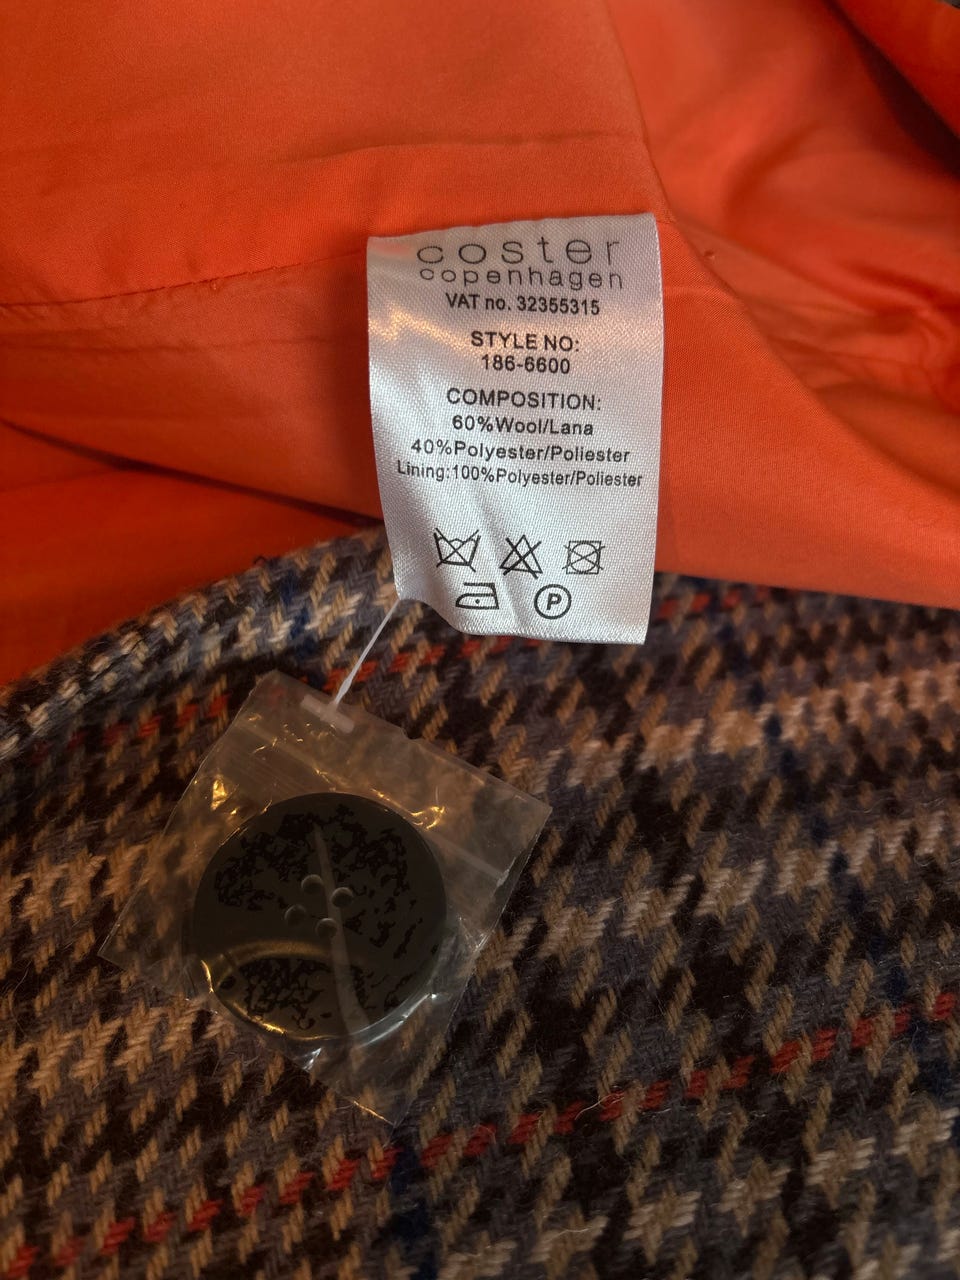 coster
copenhagen
VAT no. 32355315
STYLE NO:
186-6600
COMPOSITION:
60%Wool/Lana
40%Polyester/Poliester
Lining:100%Polyester/Poliester
P